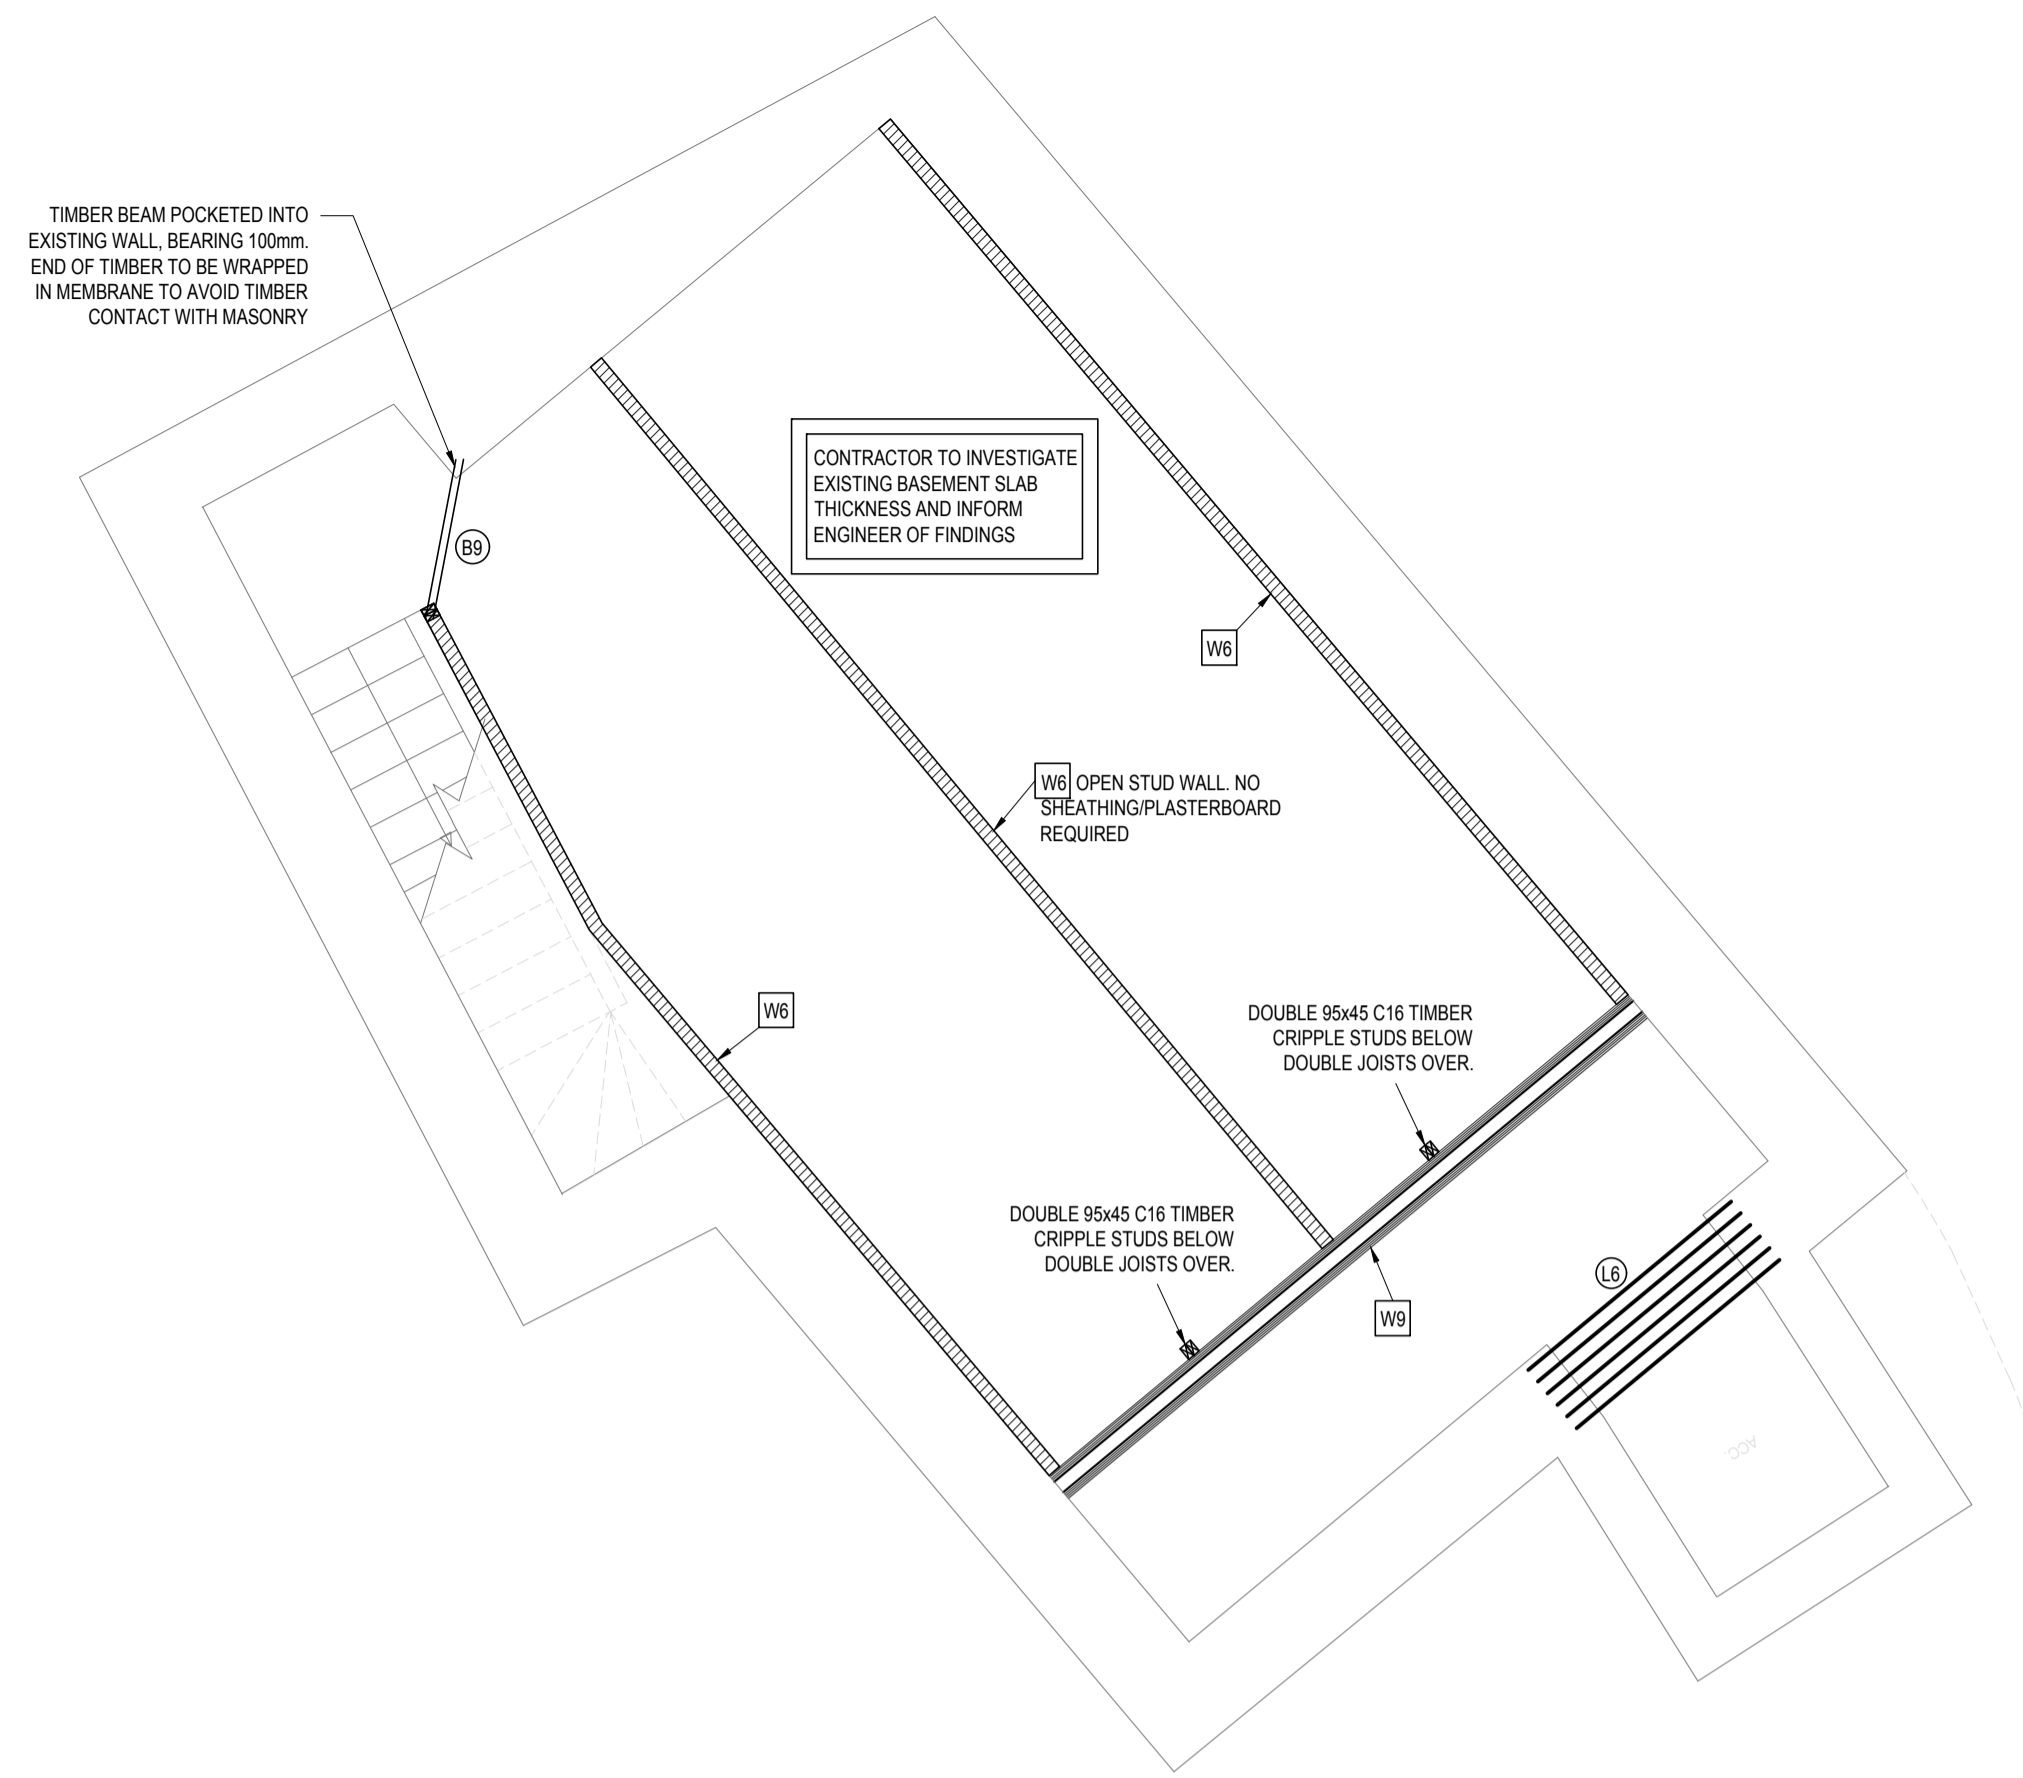 TIMBER BEAM POCKETED INTO
EXISTING WALL, BEARING 100mm.
END OF TIMBER TO BE WRAPPED
IN MEMBRANE TO AVOID TIMBER
CONTACT WITH MASONRY
B9
CONTRACTOR TO INVESTIGATE
EXISTING BASEMENT SLAB
THICKNESS AND INFORM
ENGINEER OF FINDINGS
W6
W6 OPEN STUD WALL. NO
SHEATHING/PLASTERBOARD
REQUIRED
W6
DOUBLE 95x45 C16 TIMBER
CRIPPLE STUDS BELOW
DOUBLE JOISTS OVER.
DOUBLE 95x45 C16 TIMBER
CRIPPLE STUDS BELOW
DOUBLE JOISTS OVER.
L6
W9
ACC.